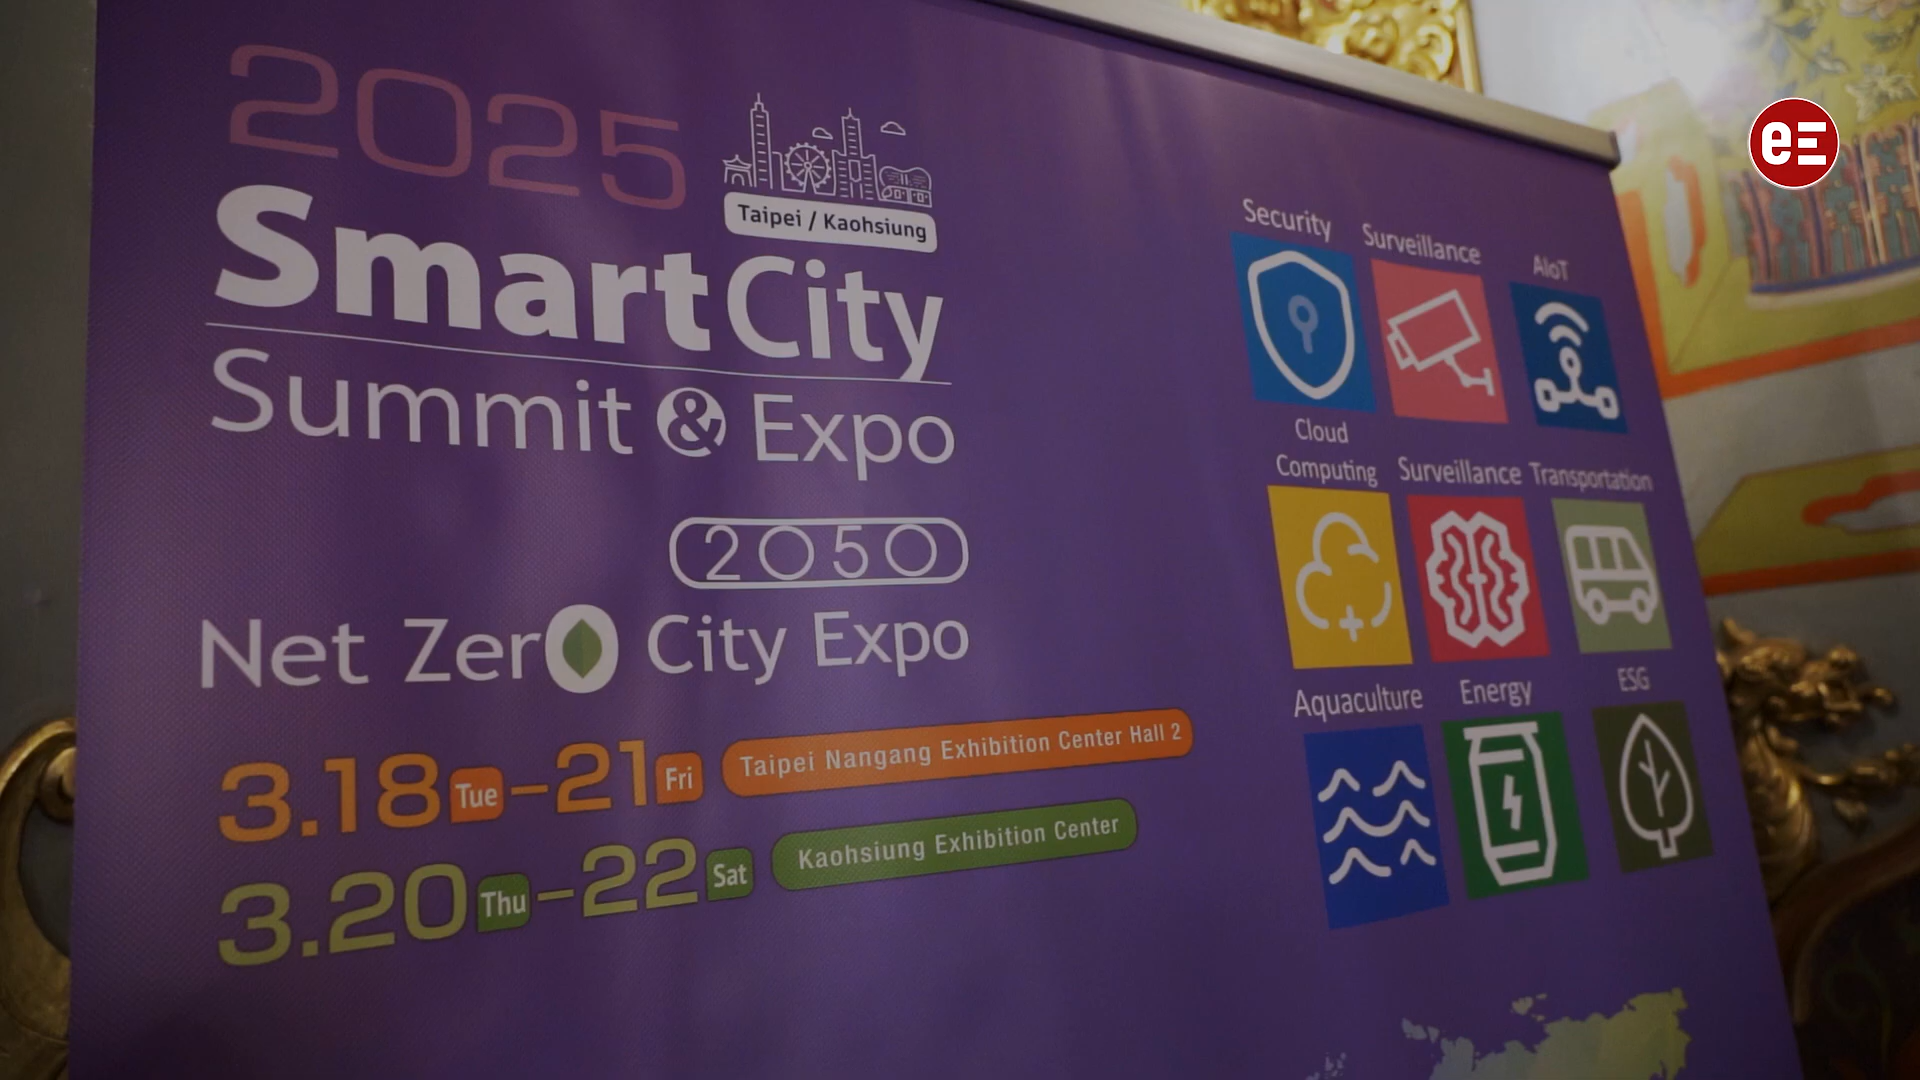 2025
Taipei / Kaohsiung
SmartCity
Summit & Expo
2050
Net Zero City Expo
3.18 Tue – 21 Fri Taipei Nangang Exhibition Center Hall 2
3.20 Thu – 22 Sat Kaohsiung Exhibition Center
Security Surveillance AIoT
Cloud
Computing Surveillance Transportation
Aquaculture Energy ESG
eE